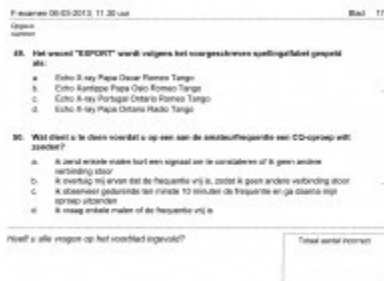 F-examen 06-03-2013, 11.30 uur Blad 17
Opgave
nummer
49. Het woord "EXPORT" wordt volgens het voorgeschreven spellingalfabet gespeld
als:
a. Echo X-ray Papa Oscar Romeo Tango
b. Echo Xantippe Papa Oslo Romeo Tango
c. Echo X-ray Portugal Ontario Romeo Tango
d. Echo X-ray Papa Ontario Radio Tango
50. Wat dient u te doen voordat u op een aan de amateurfrequentie een CQ-oproep wilt
zenden?
a. ik zend enkele malen kort een signaal om te constateren of ik geen andere
verbinding stoor
b. ik overtuig mij ervan dat de frequentie vrij is, zodat ik geen andere verbinding stoor
c. ik observeer gedurende ten minste 10 minuten de frequentie en ga daarna mijn
oproep uitzenden
d. ik vraag enkele malen of de frequentie vrij is
Heeft u alle vragen op het voorblad ingevuld?
Totaal aantal incorrect